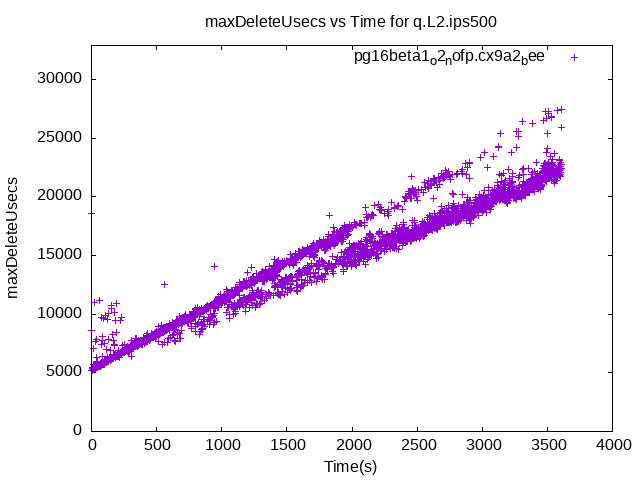 maxDeleteUsecs vs Time for q.L2.ips500
pg16beta1o2nofp.cx9a2bee
30000
25000
20000
15000
10000
5000
0
maxDeleteUsecs
0 500 1000 1500 2000 2500 3000 3500 4000
Time(s)